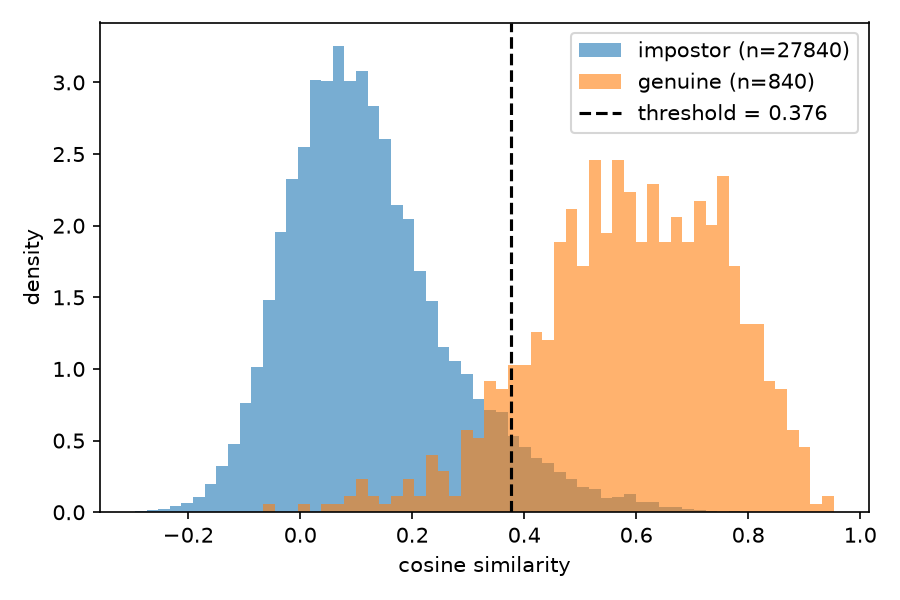 impostor (n=27840)
genuine (n=840)
threshold = 0.376
density
3.0
2.5
2.0
1.5
1.0
0.5
0.0
−0.2 0.0 0.2 0.4 0.6 0.8 1.0
cosine similarity